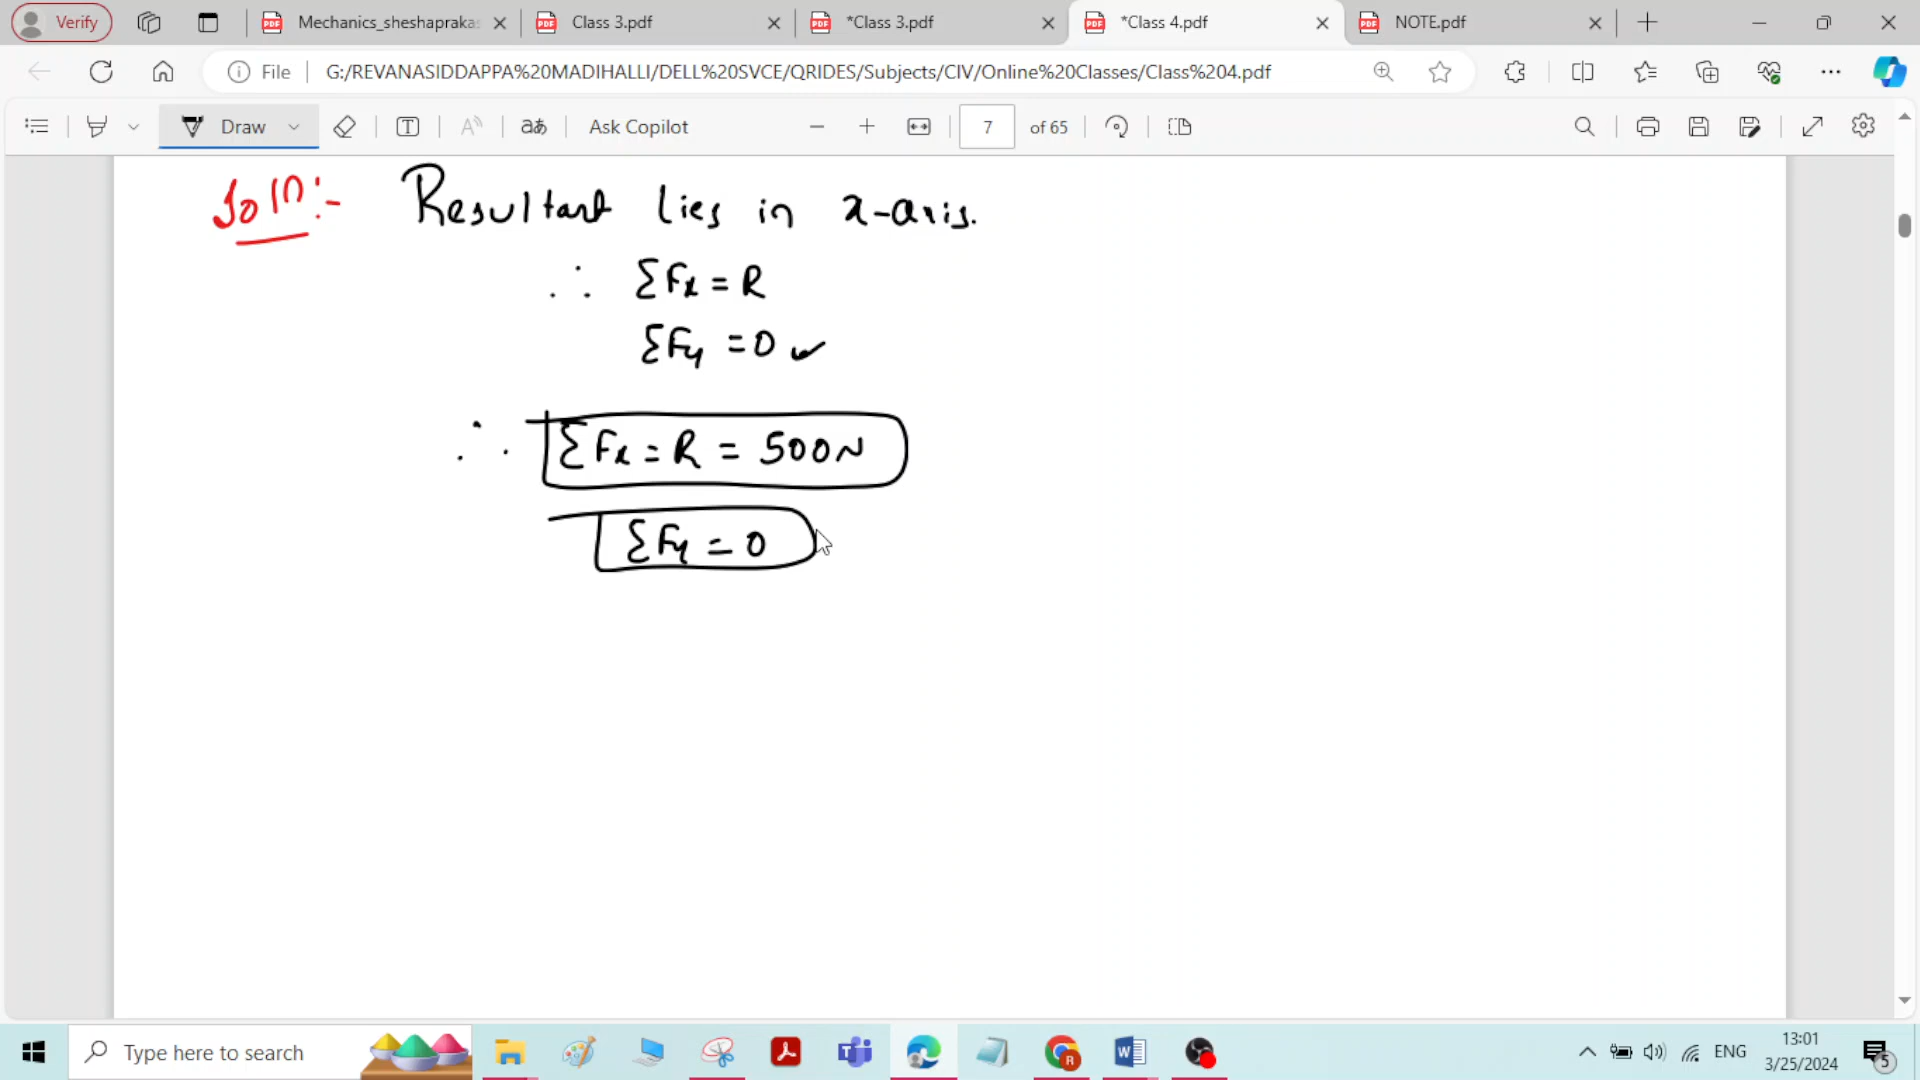 Verify
Mechanics_sheshapraka
Class 3.pdf
*Class 3.pdf
*Class 4.pdf
NOTE.pdf
File
G:/REVANASIDDAPPA%20MADIHALLI/DELL%20SVCE/QRIDES/Subjects/CIV/Online%20Classes/Class%204.pdf
Draw
Ask Copilot
7
of 65
Soln:-
Resultant lies in x-axis.
∴ ΣFx = R
ΣFy = 0 ✓
∴ ΣFx = R = 500N
ΣFy = 0
Type here to search
ENG
13:01
3/25/2024
5